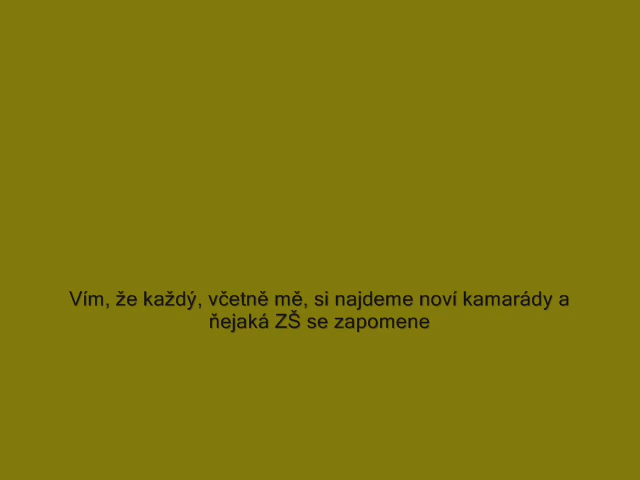 Vím, že každý, včetně mě, si najdeme noví kamarády a
ňejaká ZŠ se zapomene